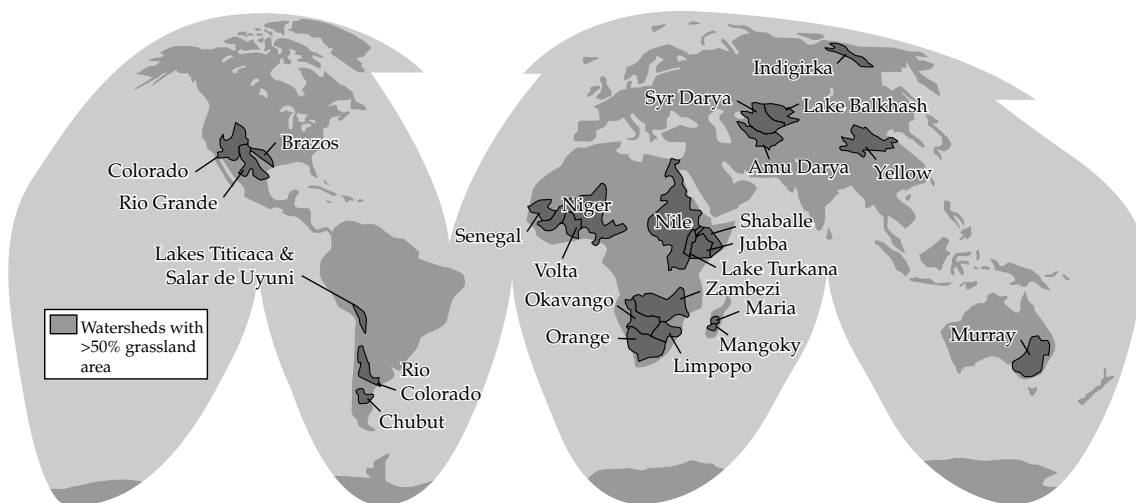 Indigirka
Syr Darya
Lake Balkhash
Brazos
Colorado
Amu Darya
Yellow
Rio Grande
Niger
Nile
Shaballe
Senegal
Jubba
Volta
Lake Turkana
Lakes Titicaca &
Salar de Uyuni
Zambezi
Okavango
Maria
Watersheds with
>50% grassland
area
Orange
Mangoky
Murray
Limpopo
Rio
Colorado
Chubut